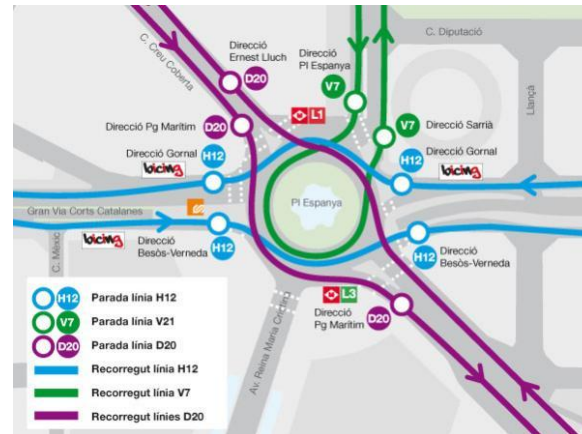 C. Creu Coberta
Direcció
Ernest Lluch
D20
Direcció
Pl Espanya
V7
C. Diputació
Llançà
L1
Direcció Pg Marítim
D20
V7
Direcció Sarrià
Direcció Gornal
bicing
H12
H12
Direcció
Gornal
bicing
Pl Espanya
Gran Via Corts Catalanes
C. Mèxic
bicing
Direcció
Besòs-Verneda
H12
H12
Direcció
Besòs-Verneda
L3
Direcció
Pg Marítim
D20
Av. Reina Maria Cristina
H12 Parada línia H12
V7 Parada línia V21
D20 Parada línia D20
Recorregut línia H12
Recorregut línia V7
Recorregut línies D20